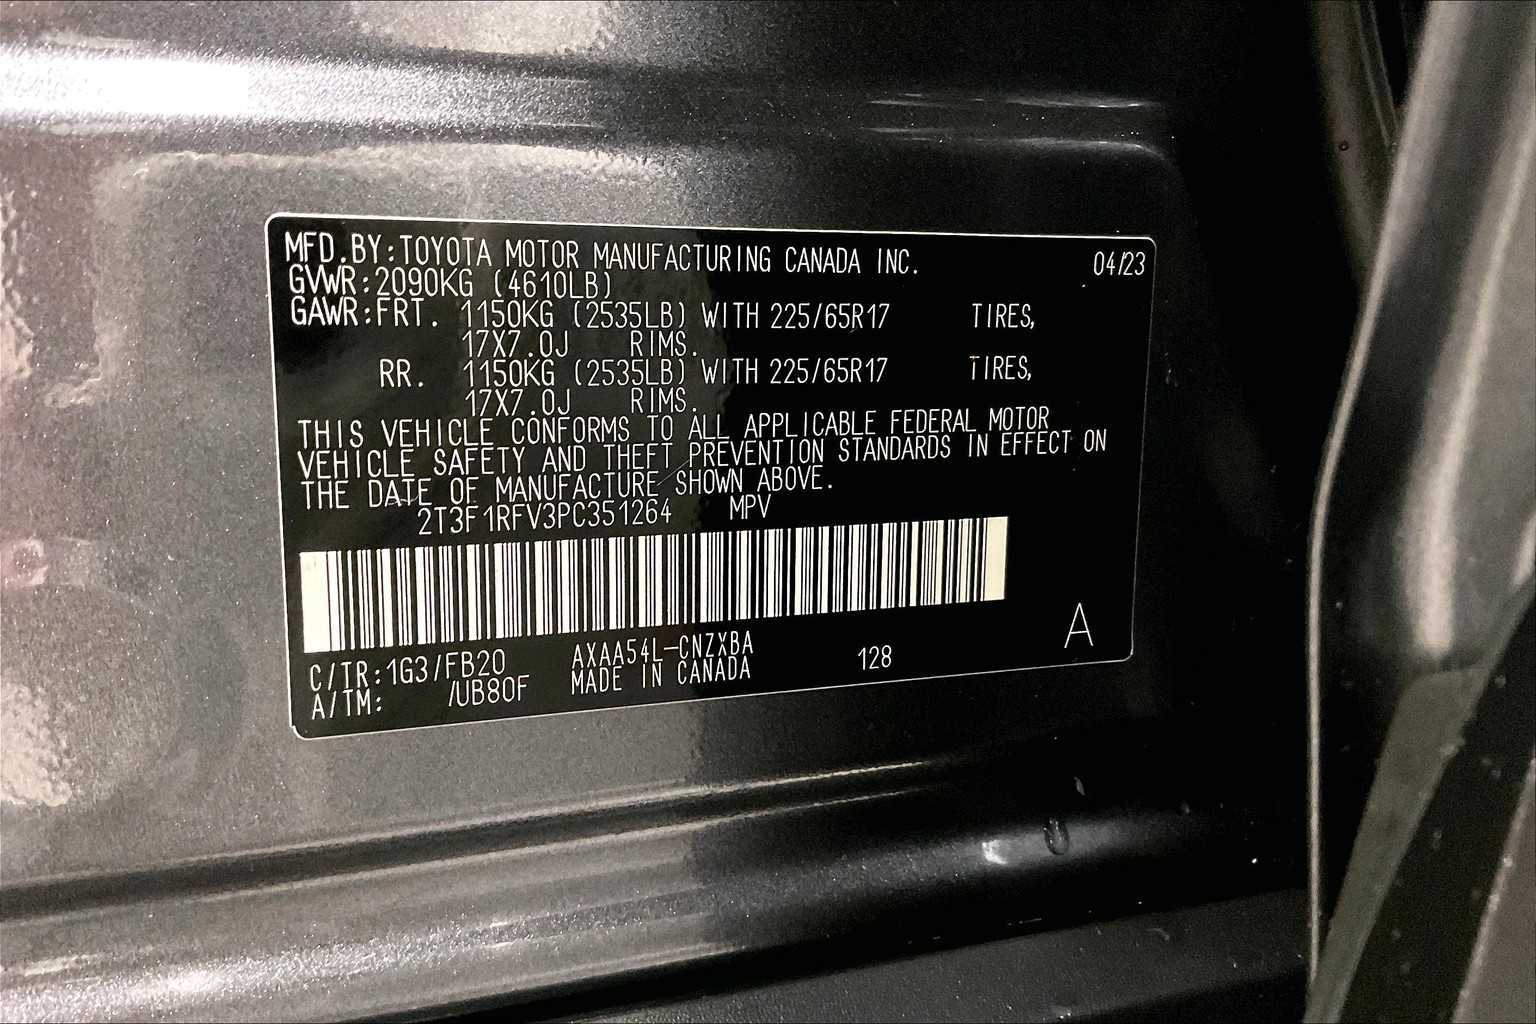 MFD.BY:TOYOTA MOTOR MANUFACTURING CANADA INC. 04/23
GVWR:2090KG (4610LB)
GAWR:FRT. 1150KG (2535LB) WITH 225/65R17 TIRES,
17X7.0J RIMS.
RR. 1150KG (2535LB) WITH 225/65R17 TIRES,
17X7.0J RIMS.
THIS VEHICLE CONFORMS TO ALL APPLICABLE FEDERAL MOTOR
VEHICLE SAFETY AND THEFT PREVENTION STANDARDS IN EFFECT ON
THE DATE OF MANUFACTURE SHOWN ABOVE.
2T3F1RFV3PC351264 MPV
A
C/TR:1G3/FB20 AXAA54L-CNZXBA 128
A/TM: /UB80F MADE IN CANADA